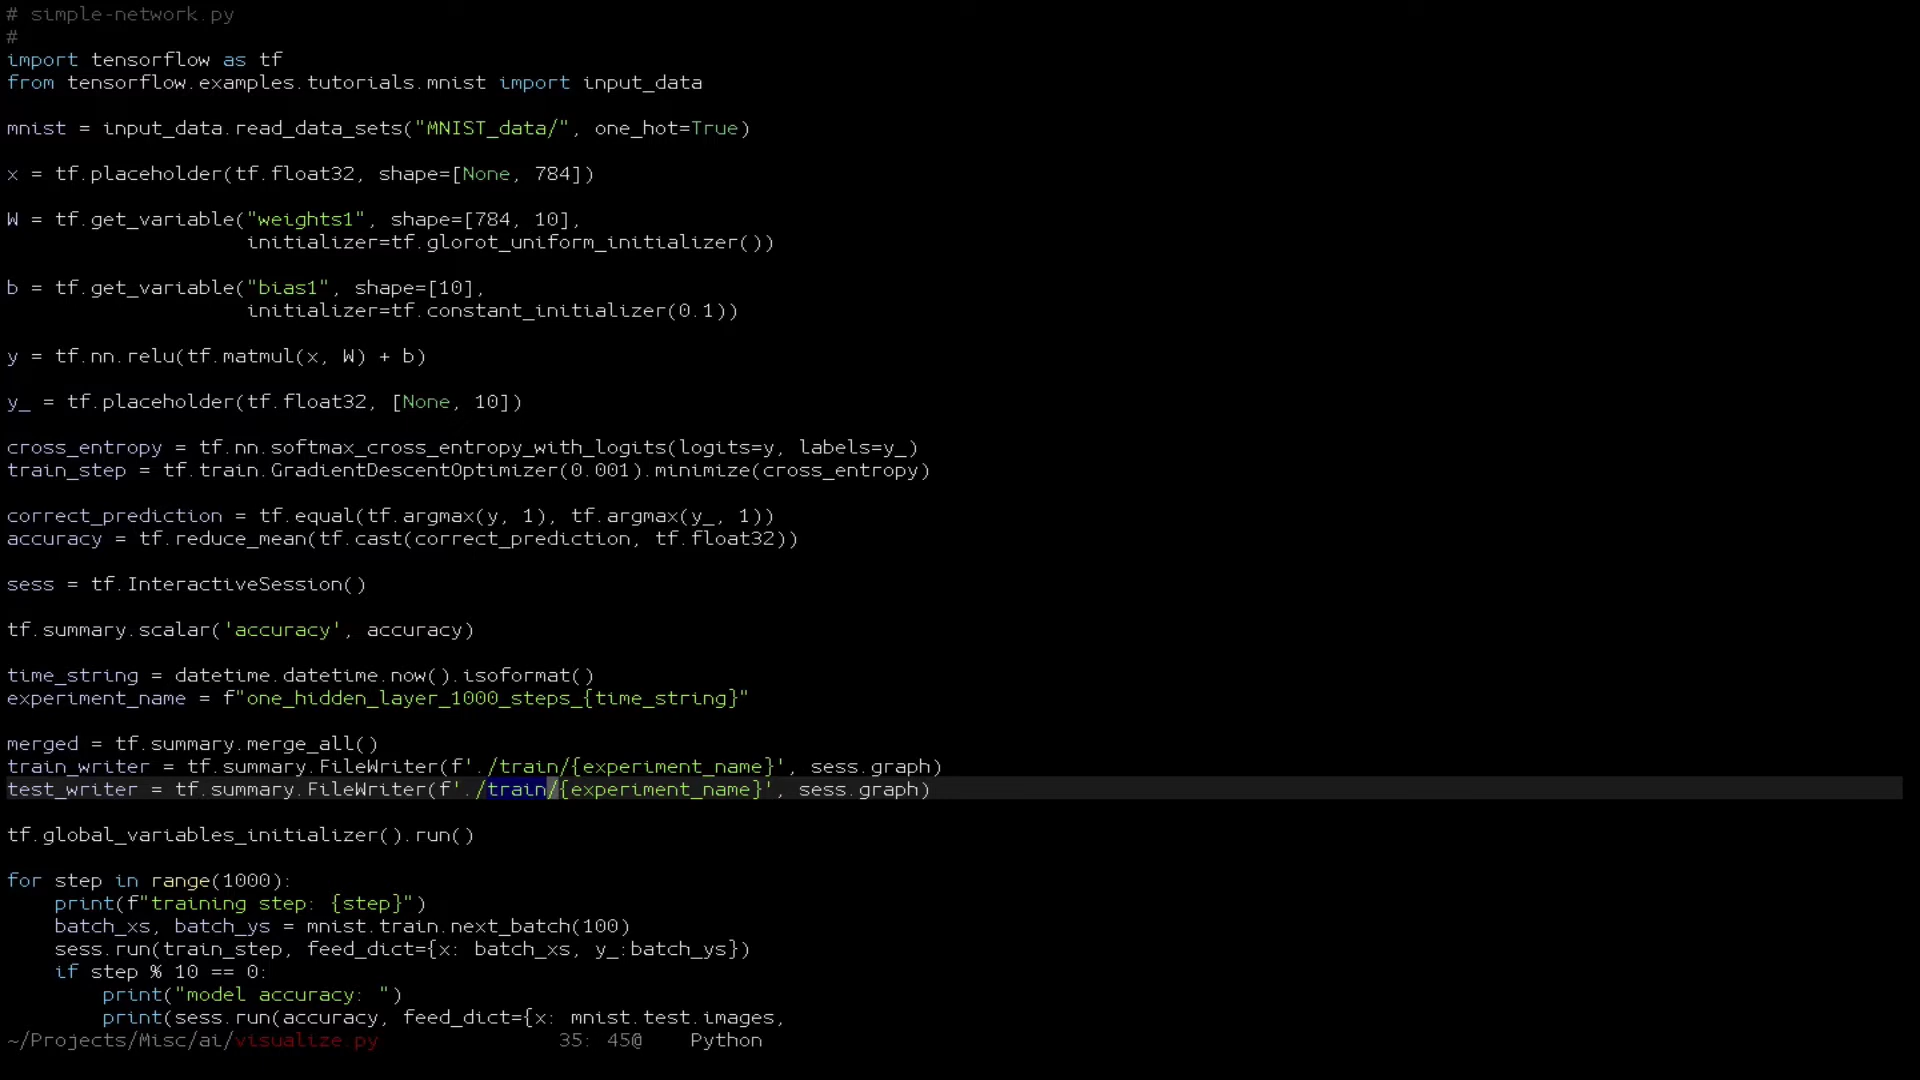 # simple-network.py
#
import tensorflow as tf
from tensorflow.examples.tutorials.mnist import input_data
mnist = input_data.read_data_sets("MNIST_data/", one_hot=True)
x = tf.placeholder(tf.float32, shape=[None, 784])
W = tf.get_variable("weights1", shape=[784, 10],
                    initializer=tf.glorot_uniform_initializer())
b = tf.get_variable("bias1", shape=[10],
                    initializer=tf.constant_initializer(0.1))
y = tf.nn.relu(tf.matmul(x, W) + b)
y_ = tf.placeholder(tf.float32, [None, 10])
cross_entropy = tf.nn.softmax_cross_entropy_with_logits(logits=y, labels=y_)
train_step = tf.train.GradientDescentOptimizer(0.001).minimize(cross_entropy)
correct_prediction = tf.equal(tf.argmax(y, 1), tf.argmax(y_, 1))
accuracy = tf.reduce_mean(tf.cast(correct_prediction, tf.float32))
sess = tf.InteractiveSession()
tf.summary.scalar('accuracy', accuracy)
time_string = datetime.datetime.now().isoformat()
experiment_name = f"one_hidden_layer_1000_steps_{time_string}"
merged = tf.summary.merge_all()
train_writer = tf.summary.FileWriter(f'./train/{experiment_name}', sess.graph)
test_writer = tf.summary.FileWriter(f'./train/{experiment_name}', sess.graph)
tf.global_variables_initializer().run()
for step in range(1000):
    print(f"training step: {step}")
    batch_xs, batch_ys = mnist.train.next_batch(100)
    sess.run(train_step, feed_dict={x: batch_xs, y_:batch_ys})
    if step % 10 == 0:
        print("model accuracy: ")
        print(sess.run(accuracy, feed_dict={x: mnist.test.images,
~/Projects/Misc/ai/visualize.py 35: 45@ Python